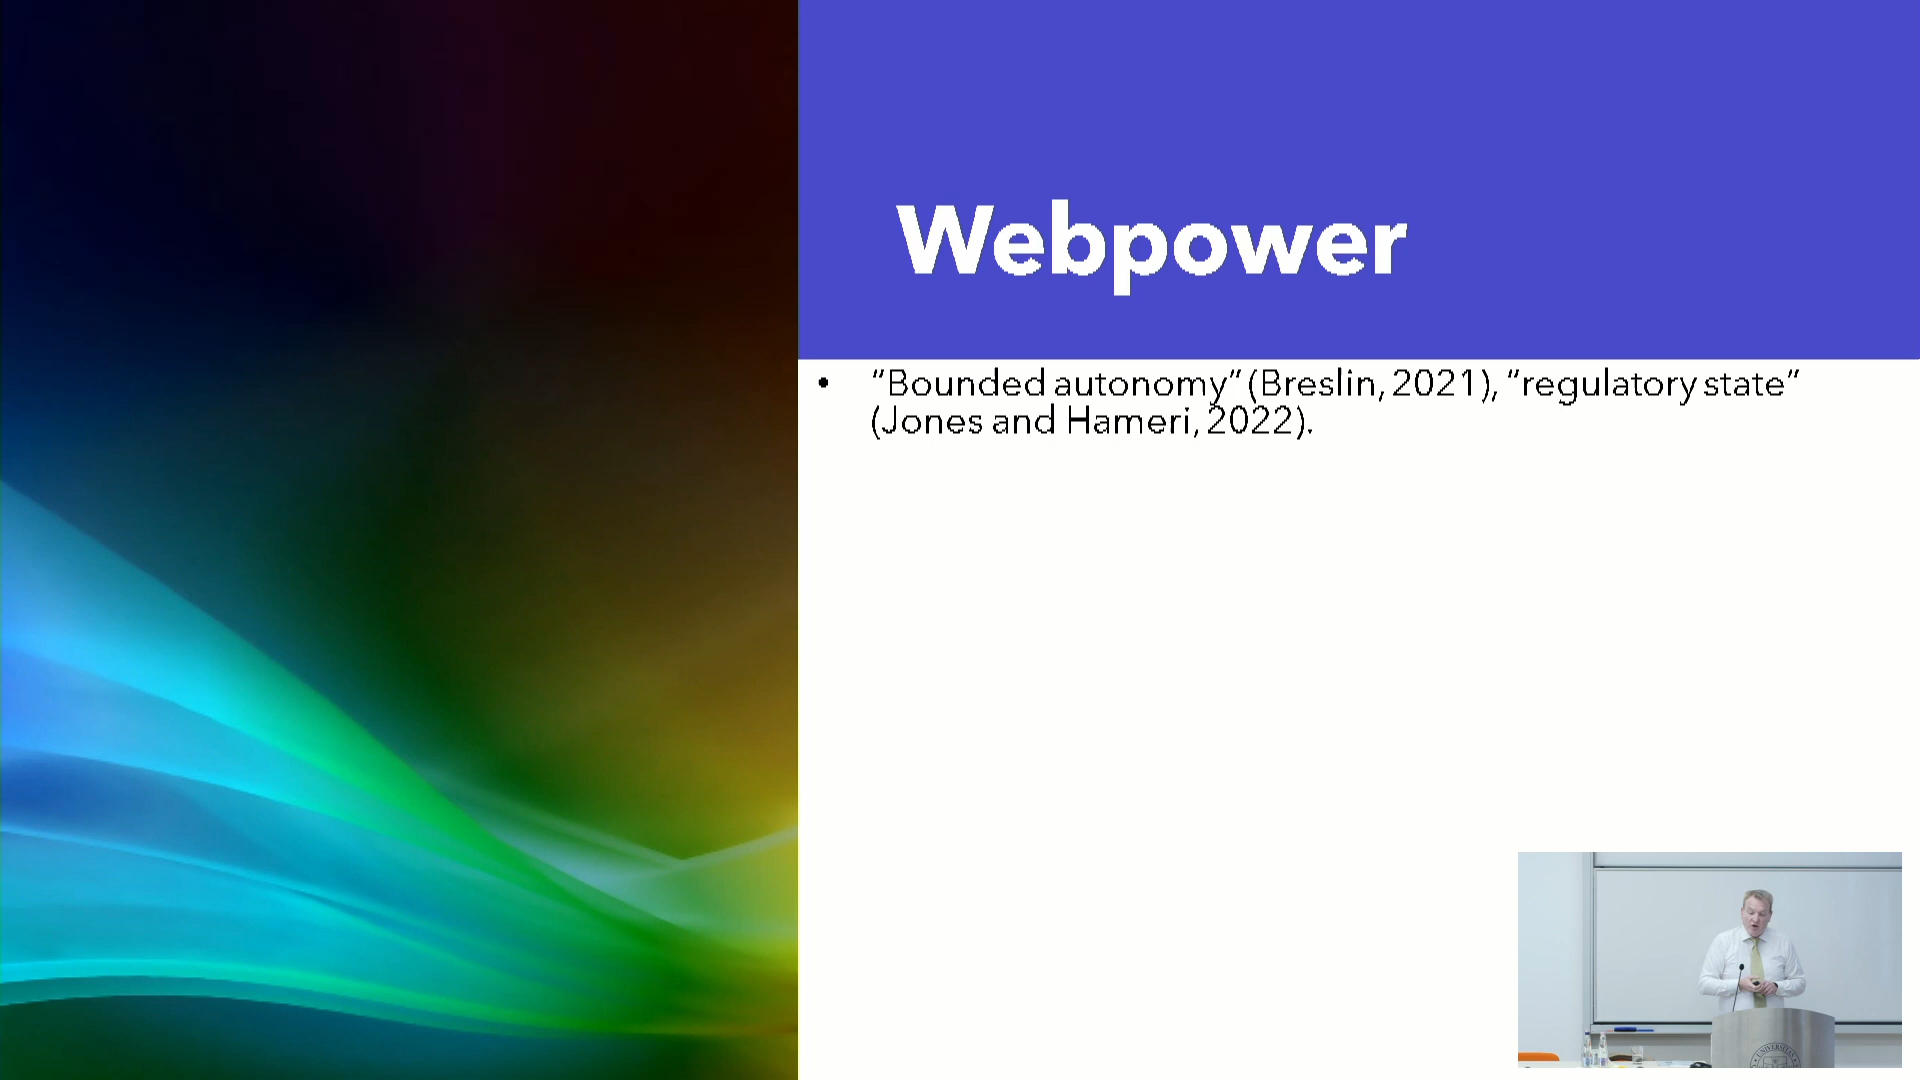 Webpower
• “Bounded autonomy” (Breslin, 2021), “regulatory state”
(Jones and Hameri, 2022).